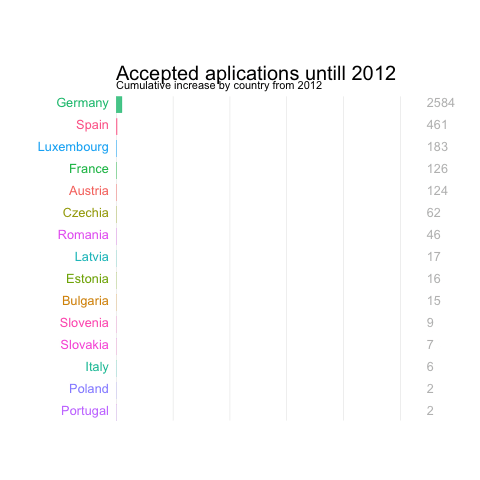 Accepted aplications untill 2012
Cumulative increase by country from 2012
Germany 2584
Spain 461
Luxembourg 183
France 126
Austria 124
Czechia 62
Romania 46
Latvia 17
Estonia 16
Bulgaria 15
Slovenia 9
Slovakia 7
Italy 6
Poland 2
Portugal 2